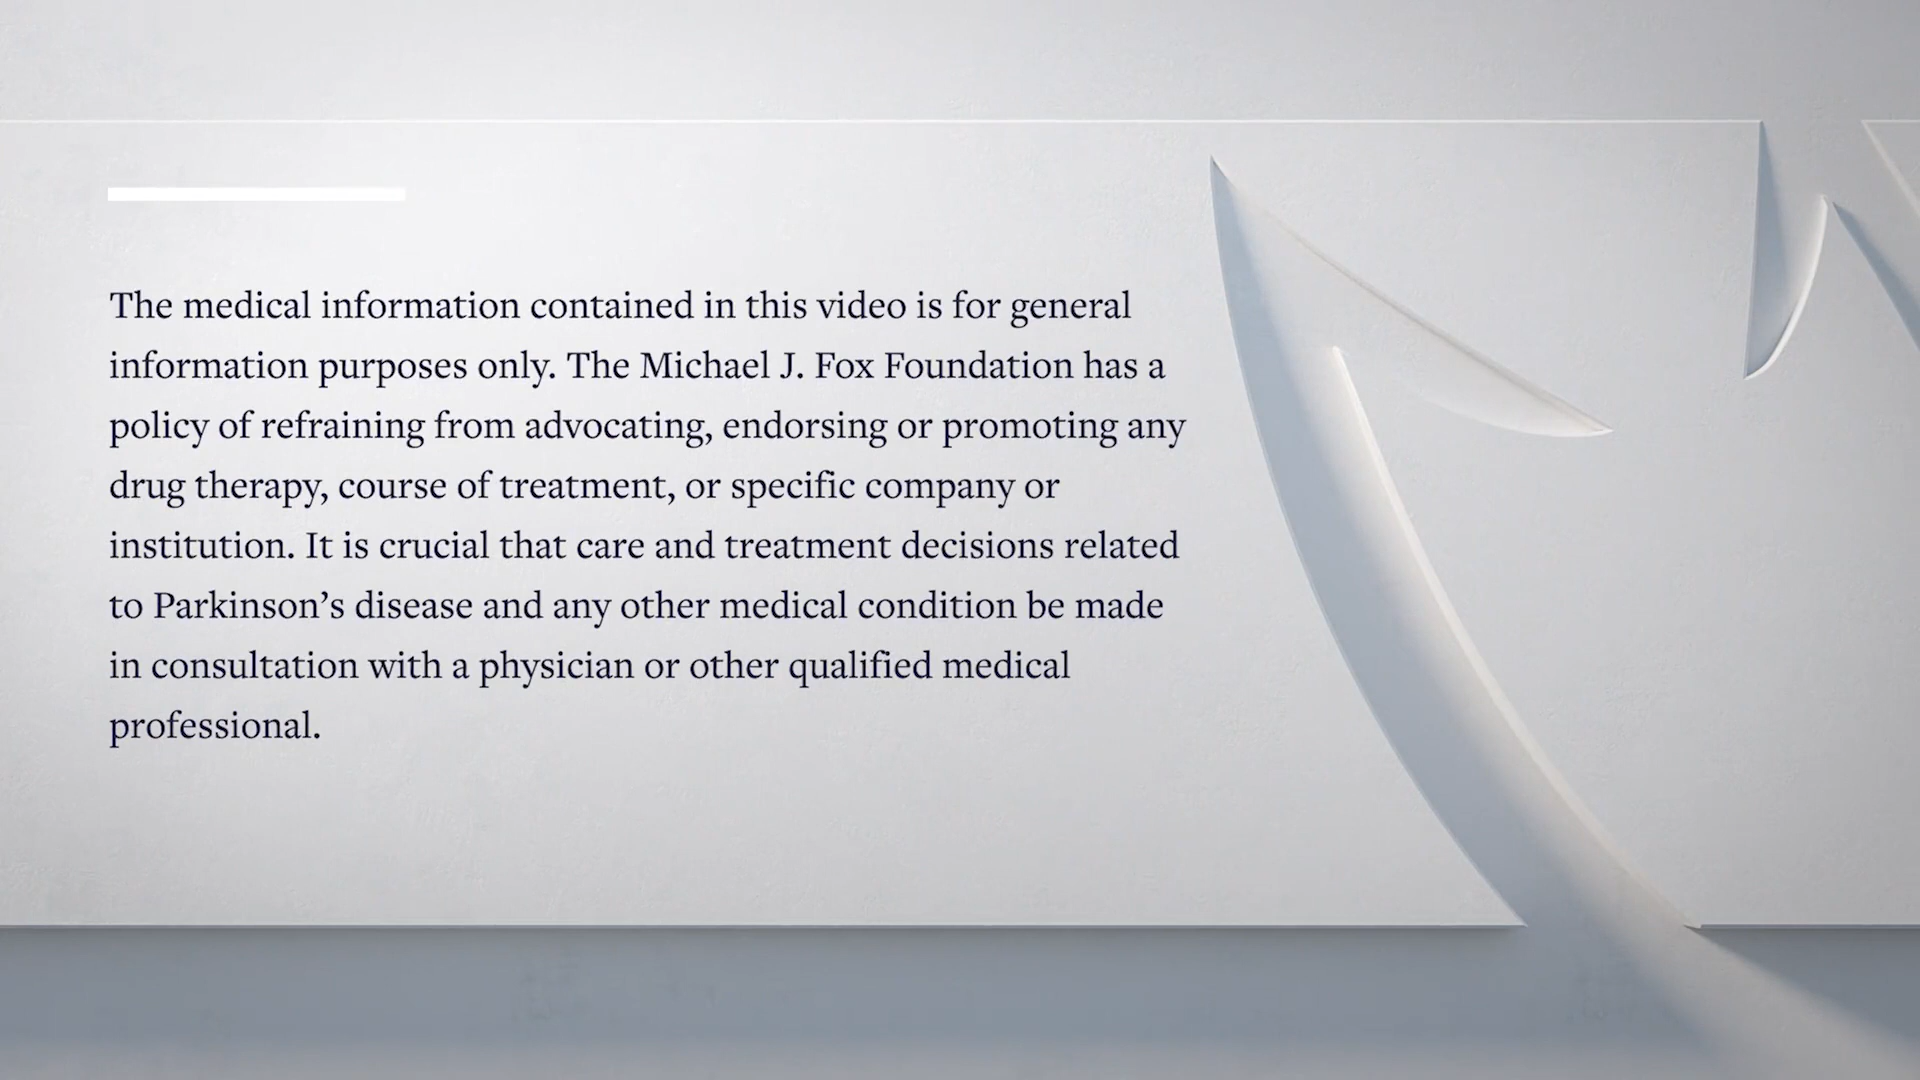 The medical information contained in this video is for general
information purposes only. The Michael J. Fox Foundation has a
policy of refraining from advocating, endorsing or promoting any
drug therapy, course of treatment, or specific company or
institution. It is crucial that care and treatment decisions related
to Parkinson’s disease and any other medical condition be made
in consultation with a physician or other qualified medical
professional.